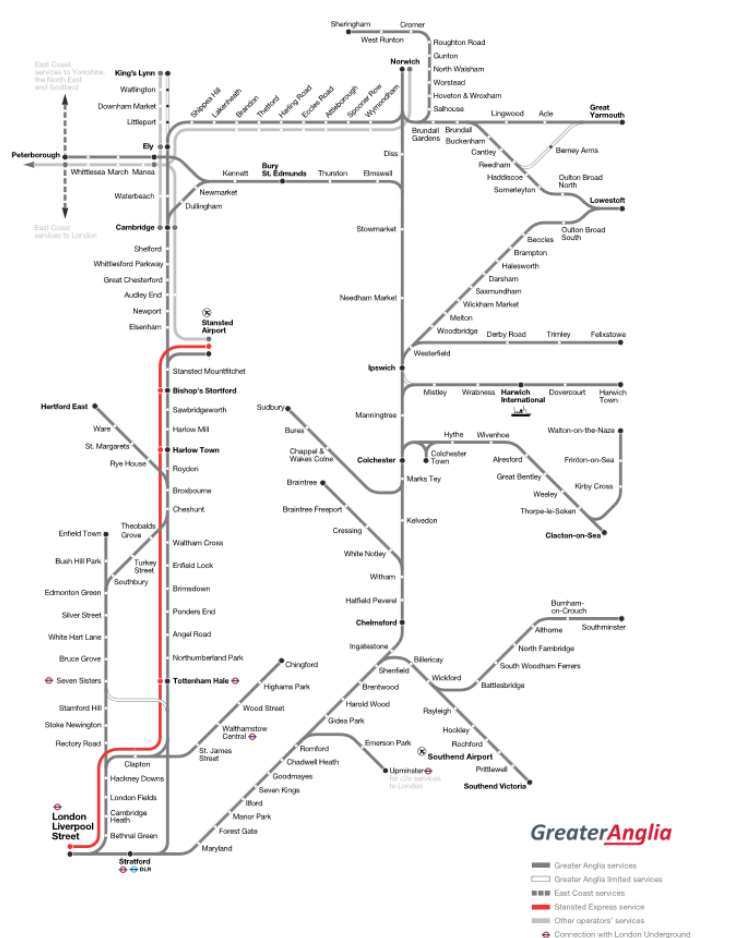 Sheringham
Cromer
West Runton
Roughton Road
Gunton
North Walsham
Worstead
Hoveton & Wroxham
Salhouse
East Coast
services to Yorkshire,
the North East
and Scotland
King's Lynn
Watlington
Downham Market
Littleport
Ely
Norwich
Shippea Hill
Lakenheath
Brandon
Thetford
Harling Road
Eccles Road
Attleborough
Spooner Row
Wymondham
Brundall
Gardens
Brundall
Lingwood
Acle
Great
Yarmouth
Buckenham
Cantley
Reedham
Berney Arms
Haddiscoe
Somerleyton
Oulton Broad
North
Lowestoft
Oulton Broad
South
Peterborough
Whittlesea
March
Manea
Waterbeach
Kennett
Bury
St. Edmunds
Thurston
Elmswell
Newmarket
Dullingham
Diss
East Coast
services to London
Cambridge
Stowmarket
Beccles
Brampton
Halesworth
Darsham
Saxmundham
Wickham Market
Melton
Woodbridge
Shelford
Whittlesford Parkway
Great Chesterford
Audley End
Newport
Elsenham
Needham Market
Stansted
Airport
Derby Road
Trimley
Felixstowe
Westerfield
Stansted Mountfitchet
Ipswich
Bishop's Stortford
Mistley
Wrabness
Harwich
International
Dovercourt
Harwich
Town
Hertford East
Sawbridgeworth
Sudbury
Manningtree
Ware
St. Margarets
Rye House
Harlow Mill
Harlow Town
Roydon
Broxbourne
Cheshunt
Bures
Chappel &
Wakes Colne
Hythe
Wivenhoe
Walton-on-the-Naze
Colchester
Colchester
Town
Alresford
Great Bentley
Weeley
Thorpe-le-Soken
Frinton-on-Sea
Kirby Cross
Clacton-on-Sea
Marks Tey
Braintree
Braintree Freeport
Cressing
White Notley
Kelvedon
Witham
Hatfield Peverel
Chelmsford
Enfield Town
Theobalds
Grove
Waltham Cross
Bush Hill Park
Turkey
Street
Enfield Lock
Southbury
Edmonton Green
Brimsdown
Silver Street
Ponders End
White Hart Lane
Angel Road
Bruce Grove
Northumberland Park
Seven Sisters
Tottenham Hale
Stamford Hill
Stoke Newington
Rectory Road
Chingford
Highams Park
Wood Street
Walthamstow
Central
St. James
Street
Clapton
Hackney Downs
London Fields
Cambridge
Heath
Bethnal Green
London
Liverpool
Street
Stratford
DLR
Ingatestone
Shenfield
Billericay
Wickford
Battlesbridge
South Woodham Ferrers
North Fambridge
Althorne
Burnham-
on-Crouch
Southminster
Brentwood
Harold Wood
Gidea Park
Romford
Emerson Park
Upminster
for c2c services
to London
Rayleigh
Hockley
Rochford
Southend Airport
Prittlewell
Southend Victoria
Chadwell Heath
Goodmayes
Seven Kings
Ilford
Manor Park
Forest Gate
Maryland
GreaterAnglia
Greater Anglia services
Greater Anglia limited services
East Coast services
Stansted Express service
Other operators' services
Connection with London Underground